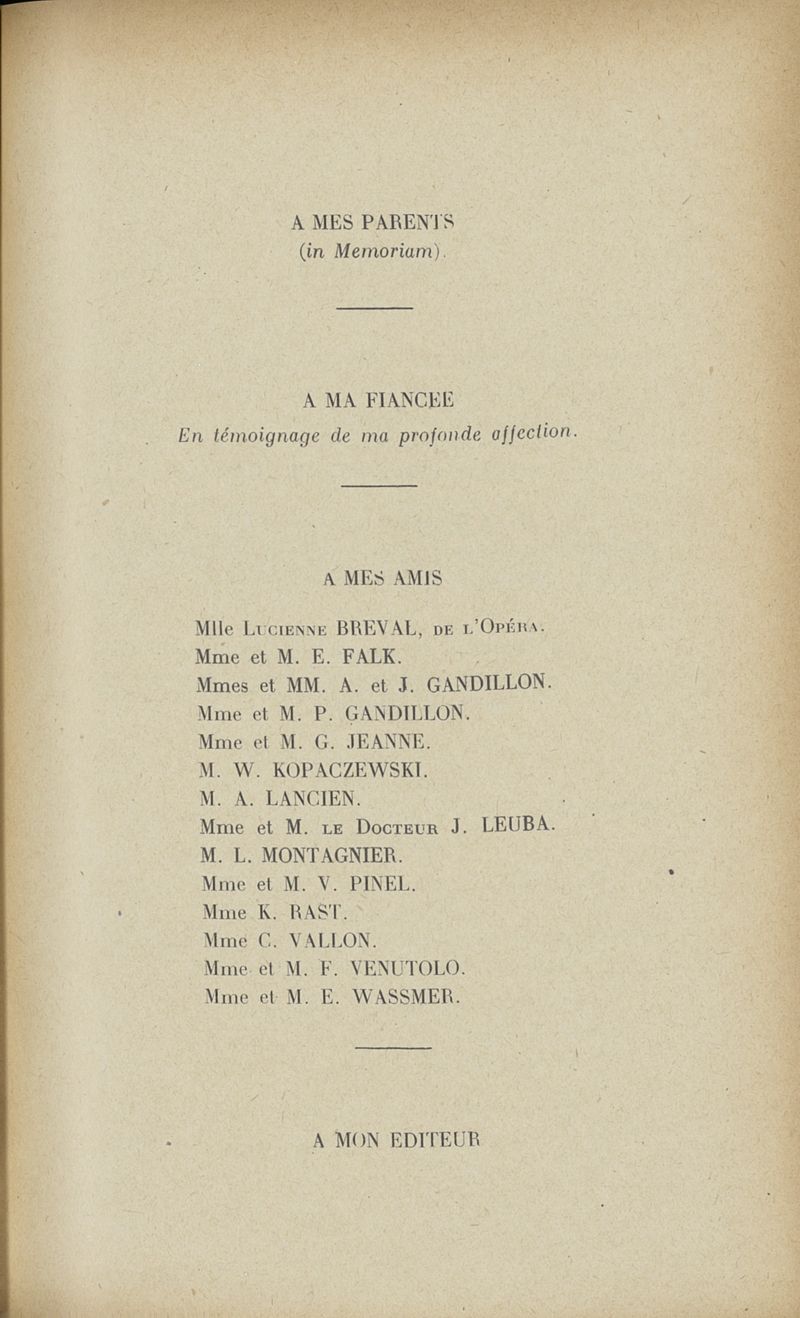 A MES PARENTS
(in Memoriam).
A MA FIANCEE
En témoignage de ma profonde affection.
A MES AMIS
Mlle Lucienne BREVAL, de l'Opéra.
Mme et M. E. FALK.
Mmes et MM. A. et J. GANDILLON.
Mme et M. P. GANDILLON.
Mme et M. G. JEANNE.
M. W. KOPACZEWSKI.
M. A. LANCIEN.
Mme et M. le Docteur J. LEUBA.
M. L. MONTAGNIER.
Mme et M. V. PINEL.
Mme K. RAST.
Mme C. VALLON.
Mme et M. F. VENUTOLO.
Mme et M. E. WASSMER.
A MON EDITEUR